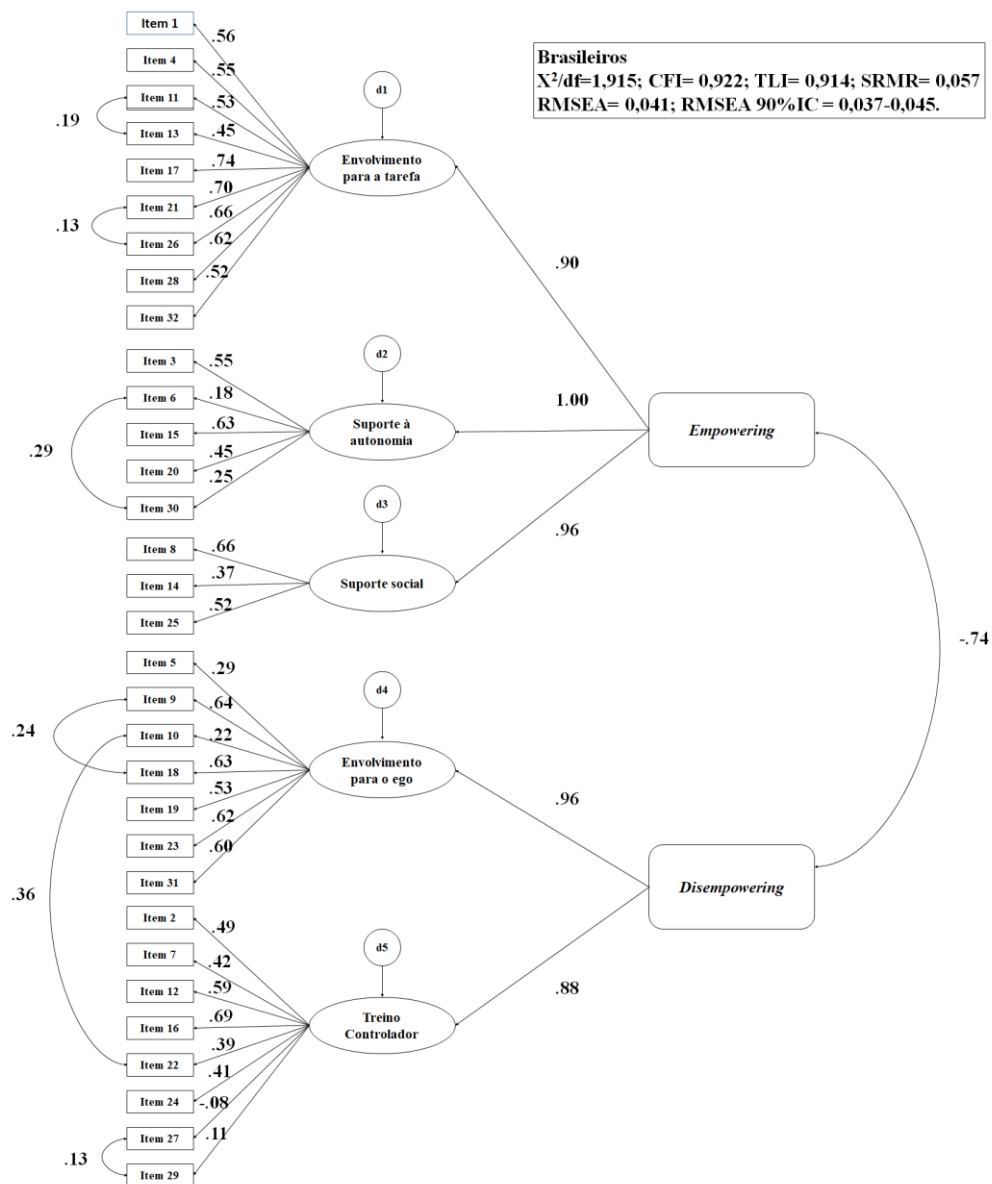 Brasileiros
X²/df=1,915; CFI= 0,922; TLI= 0,914; SRMR= 0,057
RMSEA= 0,041; RMSEA 90%IC = 0,037-0,045.
Item 1
.56
Item 4
.55
Item 11
.53
.19
Item 13
.45
Item 17
.74
Item 21
.70
.13
Item 26
.66
Item 28
.62
Item 32
.52
d1
Envolvimento
para a tarefa
.90
Item 3
.55
Item 6
.18
Item 15
.63
.29
Item 20
.45
Item 30
.25
d2
Suporte à
autonomia
1.00
Empowering
Item 8
.66
Item 14
.37
Item 25
.52
d3
Suporte social
.96
-.74
Item 5
.29
Item 9
.64
.24
Item 10
.22
Item 18
.63
Item 19
.53
Item 23
.62
Item 31
.60
.36
d4
Envolvimento
para o ego
.96
Disempowering
Item 2
.49
Item 7
.42
Item 12
.59
Item 16
.69
Item 22
.39
Item 24
.41
Item 27
-.08
.13
Item 29
.11
d5
Treino
Controlador
.88